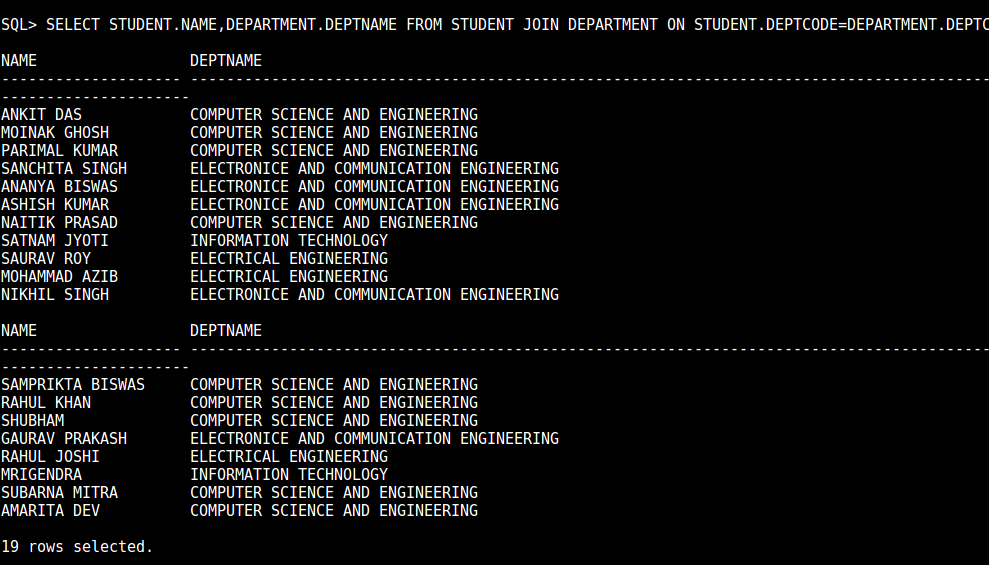 SQL> SELECT STUDENT.NAME,DEPARTMENT.DEPTNAME FROM STUDENT JOIN DEPARTMENT ON STUDENT.DEPTCODE=DEPARTMENT.DEPTC
NAME DEPTNAME
-------------------- -----------------------------------------------------------------------------------------
---------------------
ANKIT DAS COMPUTER SCIENCE AND ENGINEERING
MOINAK GHOSH COMPUTER SCIENCE AND ENGINEERING
PARIMAL KUMAR COMPUTER SCIENCE AND ENGINEERING
SANCHITA SINGH ELECTRONICE AND COMMUNICATION ENGINEERING
ANANYA BISWAS ELECTRONICE AND COMMUNICATION ENGINEERING
ASHISH KUMAR ELECTRONICE AND COMMUNICATION ENGINEERING
NAITIK PRASAD COMPUTER SCIENCE AND ENGINEERING
SATNAM JYOTI INFORMATION TECHNOLOGY
SAURAV ROY ELECTRICAL ENGINEERING
MOHAMMAD AZIB ELECTRICAL ENGINEERING
NIKHIL SINGH ELECTRONICE AND COMMUNICATION ENGINEERING
NAME DEPTNAME
-------------------- -----------------------------------------------------------------------------------------
---------------------
SAMPRIKTA BISWAS COMPUTER SCIENCE AND ENGINEERING
RAHUL KHAN COMPUTER SCIENCE AND ENGINEERING
SHUBHAM COMPUTER SCIENCE AND ENGINEERING
GAURAV PRAKASH ELECTRONICE AND COMMUNICATION ENGINEERING
RAHUL JOSHI ELECTRICAL ENGINEERING
MRIGENDRA INFORMATION TECHNOLOGY
SUBARNA MITRA COMPUTER SCIENCE AND ENGINEERING
AMARITA DEV COMPUTER SCIENCE AND ENGINEERING
19 rows selected.